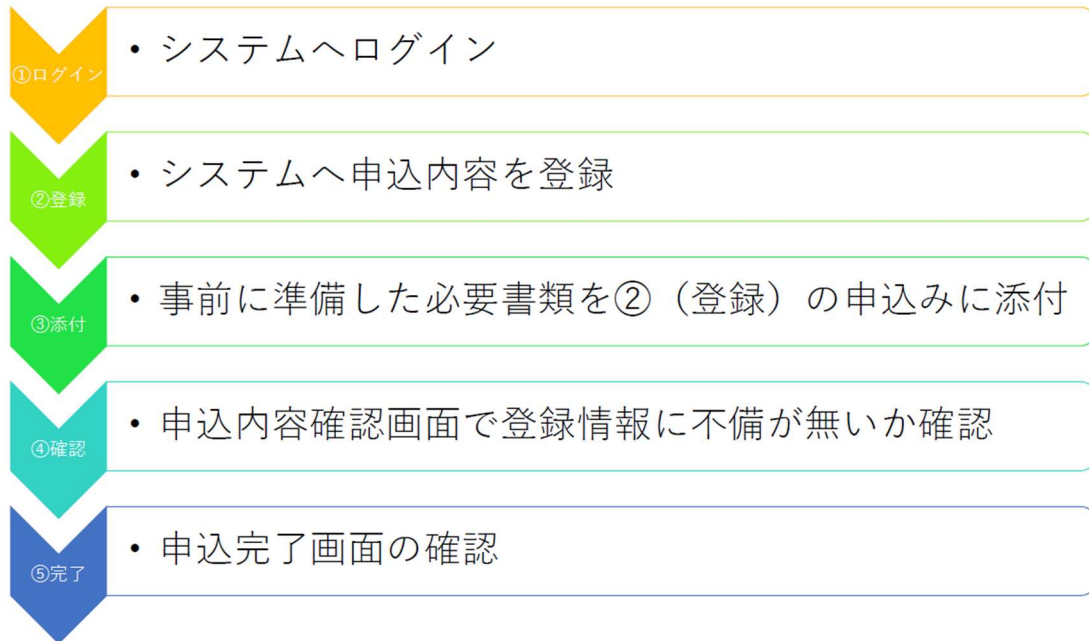 ①ログイン
• システムへログイン
②登録
• システムへ申込内容を登録
③添付
• 事前に準備した必要書類を②（登録）の申込みに添付
④確認
• 申込内容確認画面で登録情報に不備が無いか確認
⑤完了
• 申込完了画面の確認